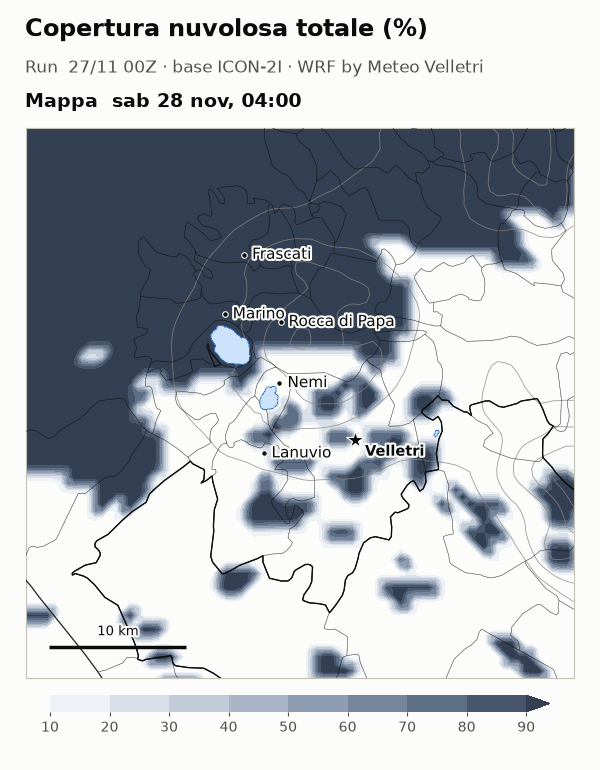 Copertura nuvolosa totale (%)
Run  27/11 00Z · base ICON-2I · WRF by Meteo Velletri
Mappa  sab 28 nov, 04:00
Frascati
Marino
Rocca di Papa
Nemi
Velletri
Lanuvio
10 km
10 20 30 40 50 60 70 80 90